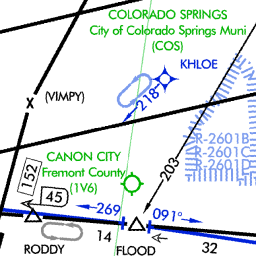 COLORADO SPRINGS
City of Colorado Springs Muni
(COS)
KHLOE
(VIMPY)
218
R-2601B
R-2601C
R-2601D
CANON CITY
Fremont County
(1V6)
203
152
45
269
091°
RODDY
14
FLOOD
32